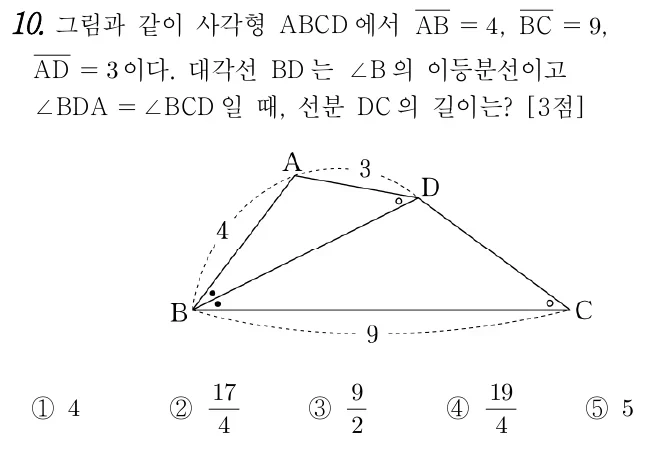 10. 그림과 같이 사각형 ABCD에서 AB = 4, BC = 9,
AD = 3이다. 대각선 BD는 ∠B의 이등분선이고
∠BDA = ∠BCD일 때, 선분 DC의 길이는? [3점]
A
3
D
4
B
C
9
① 4 ② 17/4 ③ 9/2 ④ 19/4 ⑤ 5